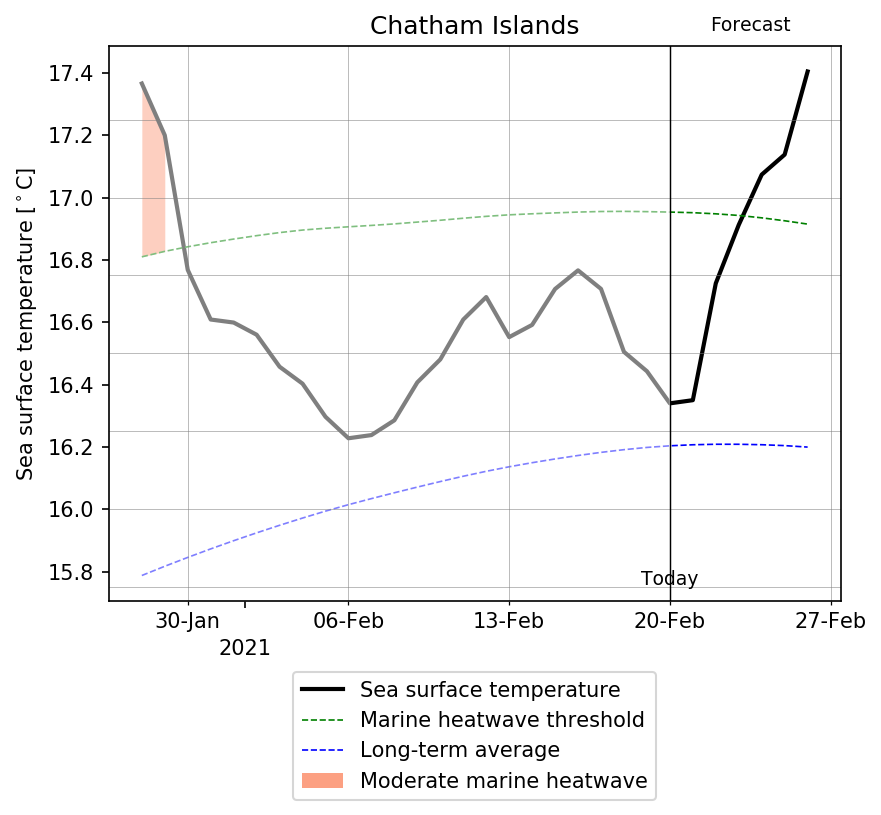 Chatham Islands
Forecast
Sea surface temperature [°C]
17.4
17.2
17.0
16.8
16.6
16.4
16.2
16.0
15.8
Today
30-Jan 06-Feb 13-Feb 20-Feb 27-Feb
2021
Sea surface temperature
Marine heatwave threshold
Long-term average
Moderate marine heatwave